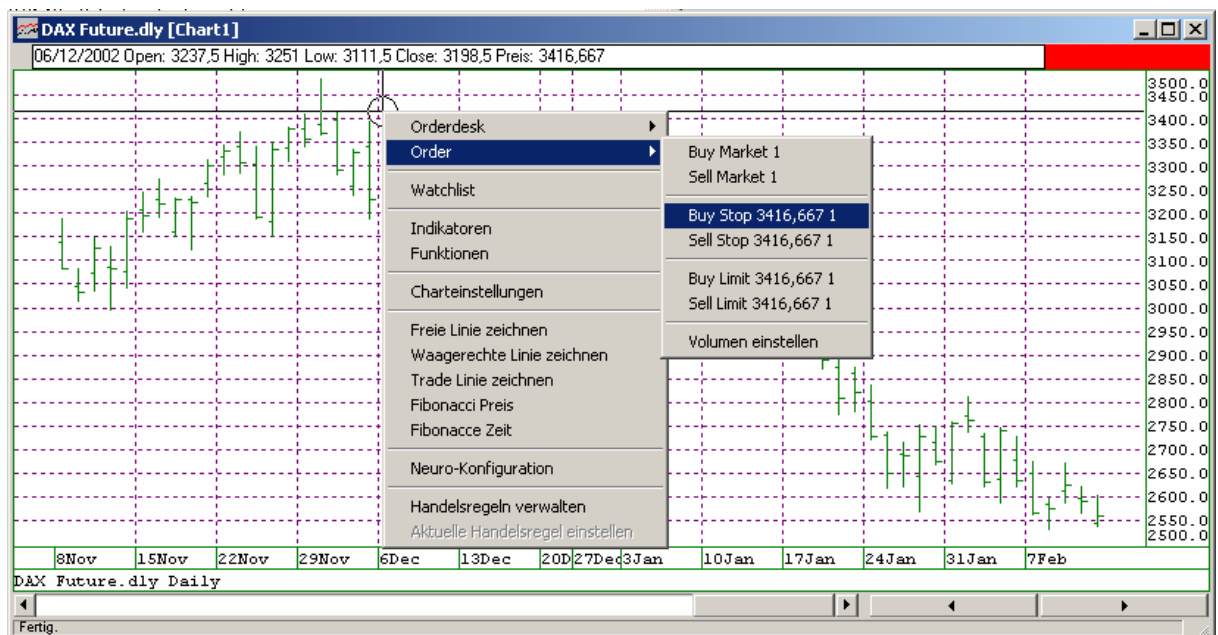 DAX Future.dly [Chart1]
06/12/2002 Open: 3237,5 High: 3251 Low: 3111,5 Close: 3198,5 Preis: 3416,667
3500.0
3450.0
3400.0
3350.0
3300.0
3250.0
3200.0
3150.0
3100.0
3050.0
3000.0
2950.0
2900.0
2850.0
2800.0
2750.0
2700.0
2650.0
2600.0
2550.0
2500.0
Orderdesk
Order
Watchlist
Indikatoren
Funktionen
Charteinstellungen
Freie Linie zeichnen
Waagerechte Linie zeichnen
Trade Linie zeichnen
Fibonacci Preis
Fibonacce Zeit
Neuro-Konfiguration
Handelsregeln verwalten
Aktuelle Handelsregel einstellen
Buy Market 1
Sell Market 1
Buy Stop 3416,667 1
Sell Stop 3416,667 1
Buy Limit 3416,667 1
Sell Limit 3416,667 1
Volumen einstellen
8Nov 15Nov 22Nov 29Nov 6Dec 13Dec 20D 27Dec 3Jan 10Jan 17Jan 24Jan 31Jan 7Feb
DAX Future.dly Daily
Fertig.